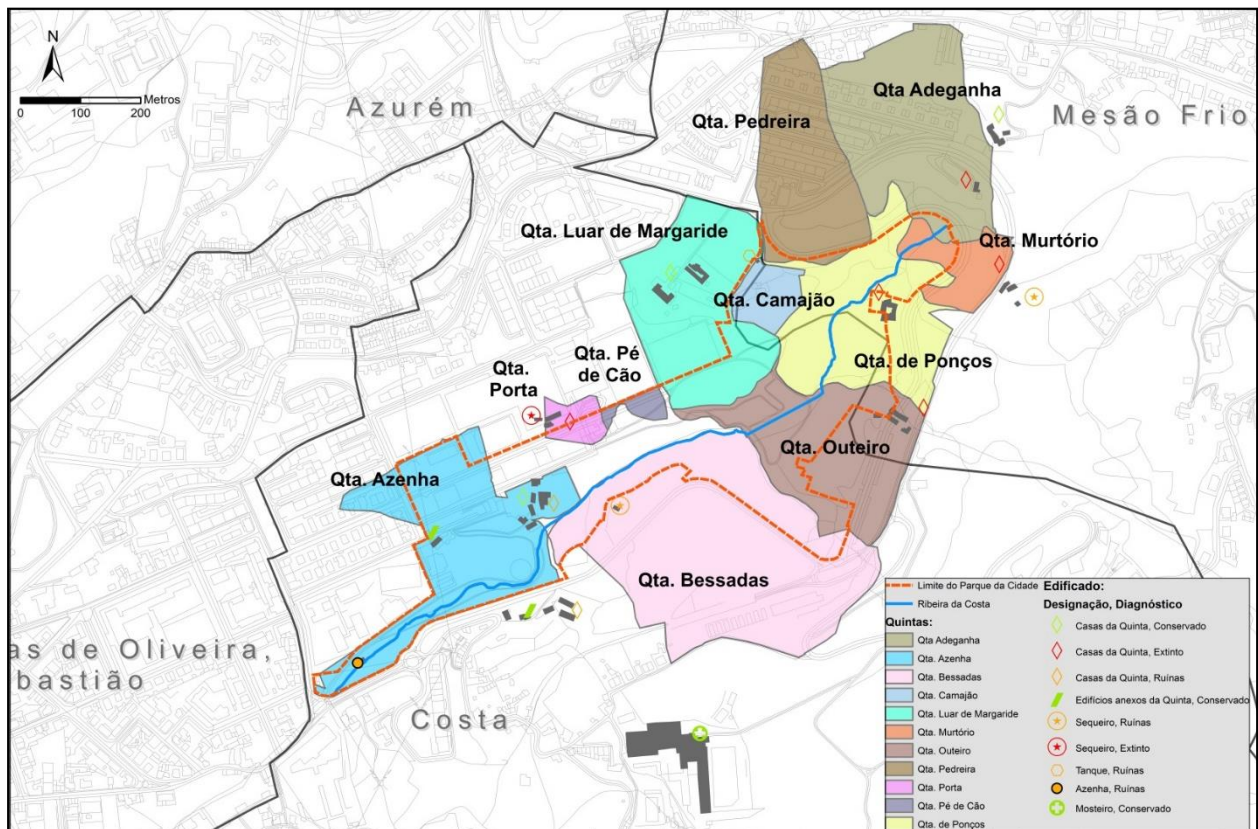 N
Metros
0 100 200
Azurém
Mesão Frio
Qta Adeganha
Qta. Pedreira
Qta. Luar de Margaride
Qta. Murtório
Qta. Camajão
Qta. de Ponços
Qta. Pé
de Cão
Qta.
Porta
Qta. Outeiro
Qta. Azenha
Qta. Bessadas
as de Oliveira,
bastião
Costa
Limite do Parque da Cidade
Ribeira da Costa
Quintas:
Qta Adeganha
Qta. Azenha
Qta. Bessadas
Qta. Camajão
Qta. Luar de Margaride
Qta. Murtório
Qta. Outeiro
Qta. Pedreira
Qta. Porta
Qta. Pé de Cão
Qta. de Ponços
Edificado:
Designação, Diagnóstico
Casas da Quinta, Conservado
Casas da Quinta, Extinto
Casas da Quinta, Ruínas
Edifícios anexos da Quinta, Conservado
Sequeiro, Ruínas
Sequeiro, Extinto
Tanque, Ruínas
Azenha, Ruínas
Mosteiro, Conservado